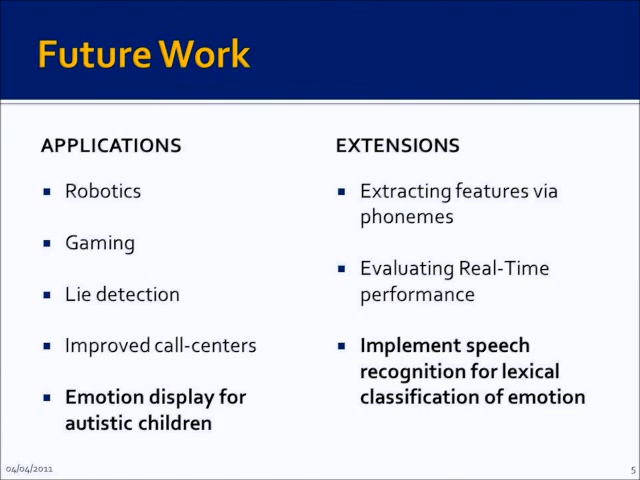 Future Work
APPLICATIONS
Robotics
Gaming
Lie detection
Improved call-centers
Emotion display for
autistic children
EXTENSIONS
Extracting features via
phonemes
Evaluating Real-Time
performance
Implement speech
recognition for lexical
classification of emotion
04/04/2011
5